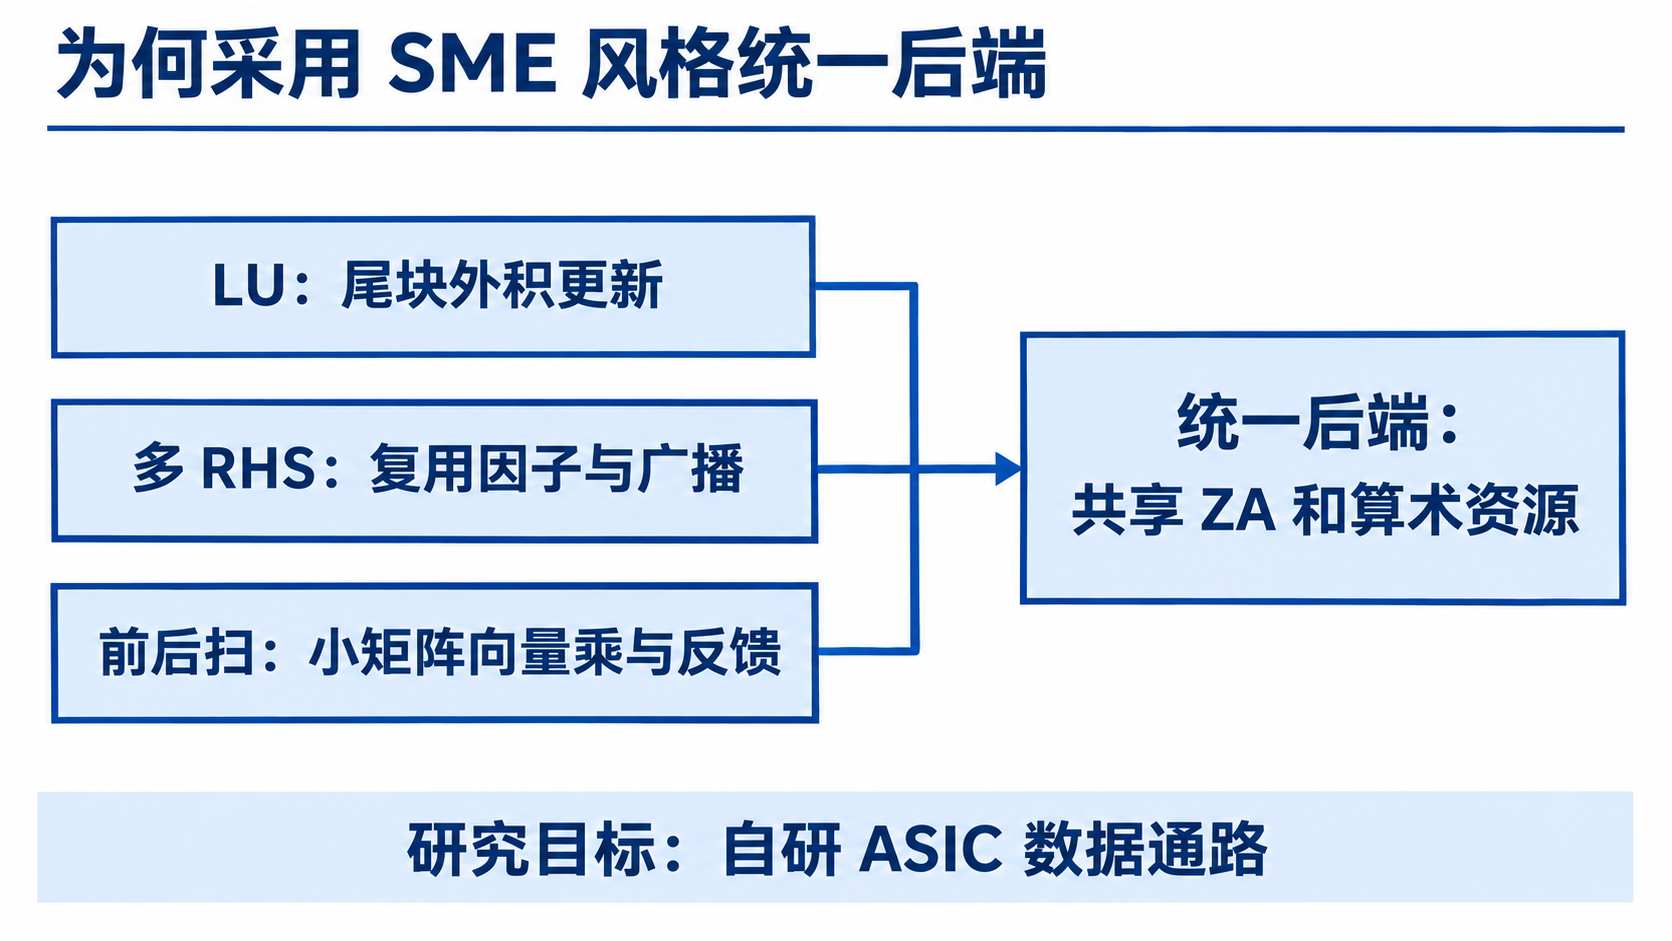 为何采用 SME 风格统一后端
LU：尾块外积更新
多 RHS：复用因子与广播
前后扫：小矩阵向量乘与反馈
统一后端：
共享 ZA 和算术资源
研究目标：自研 ASIC 数据通路